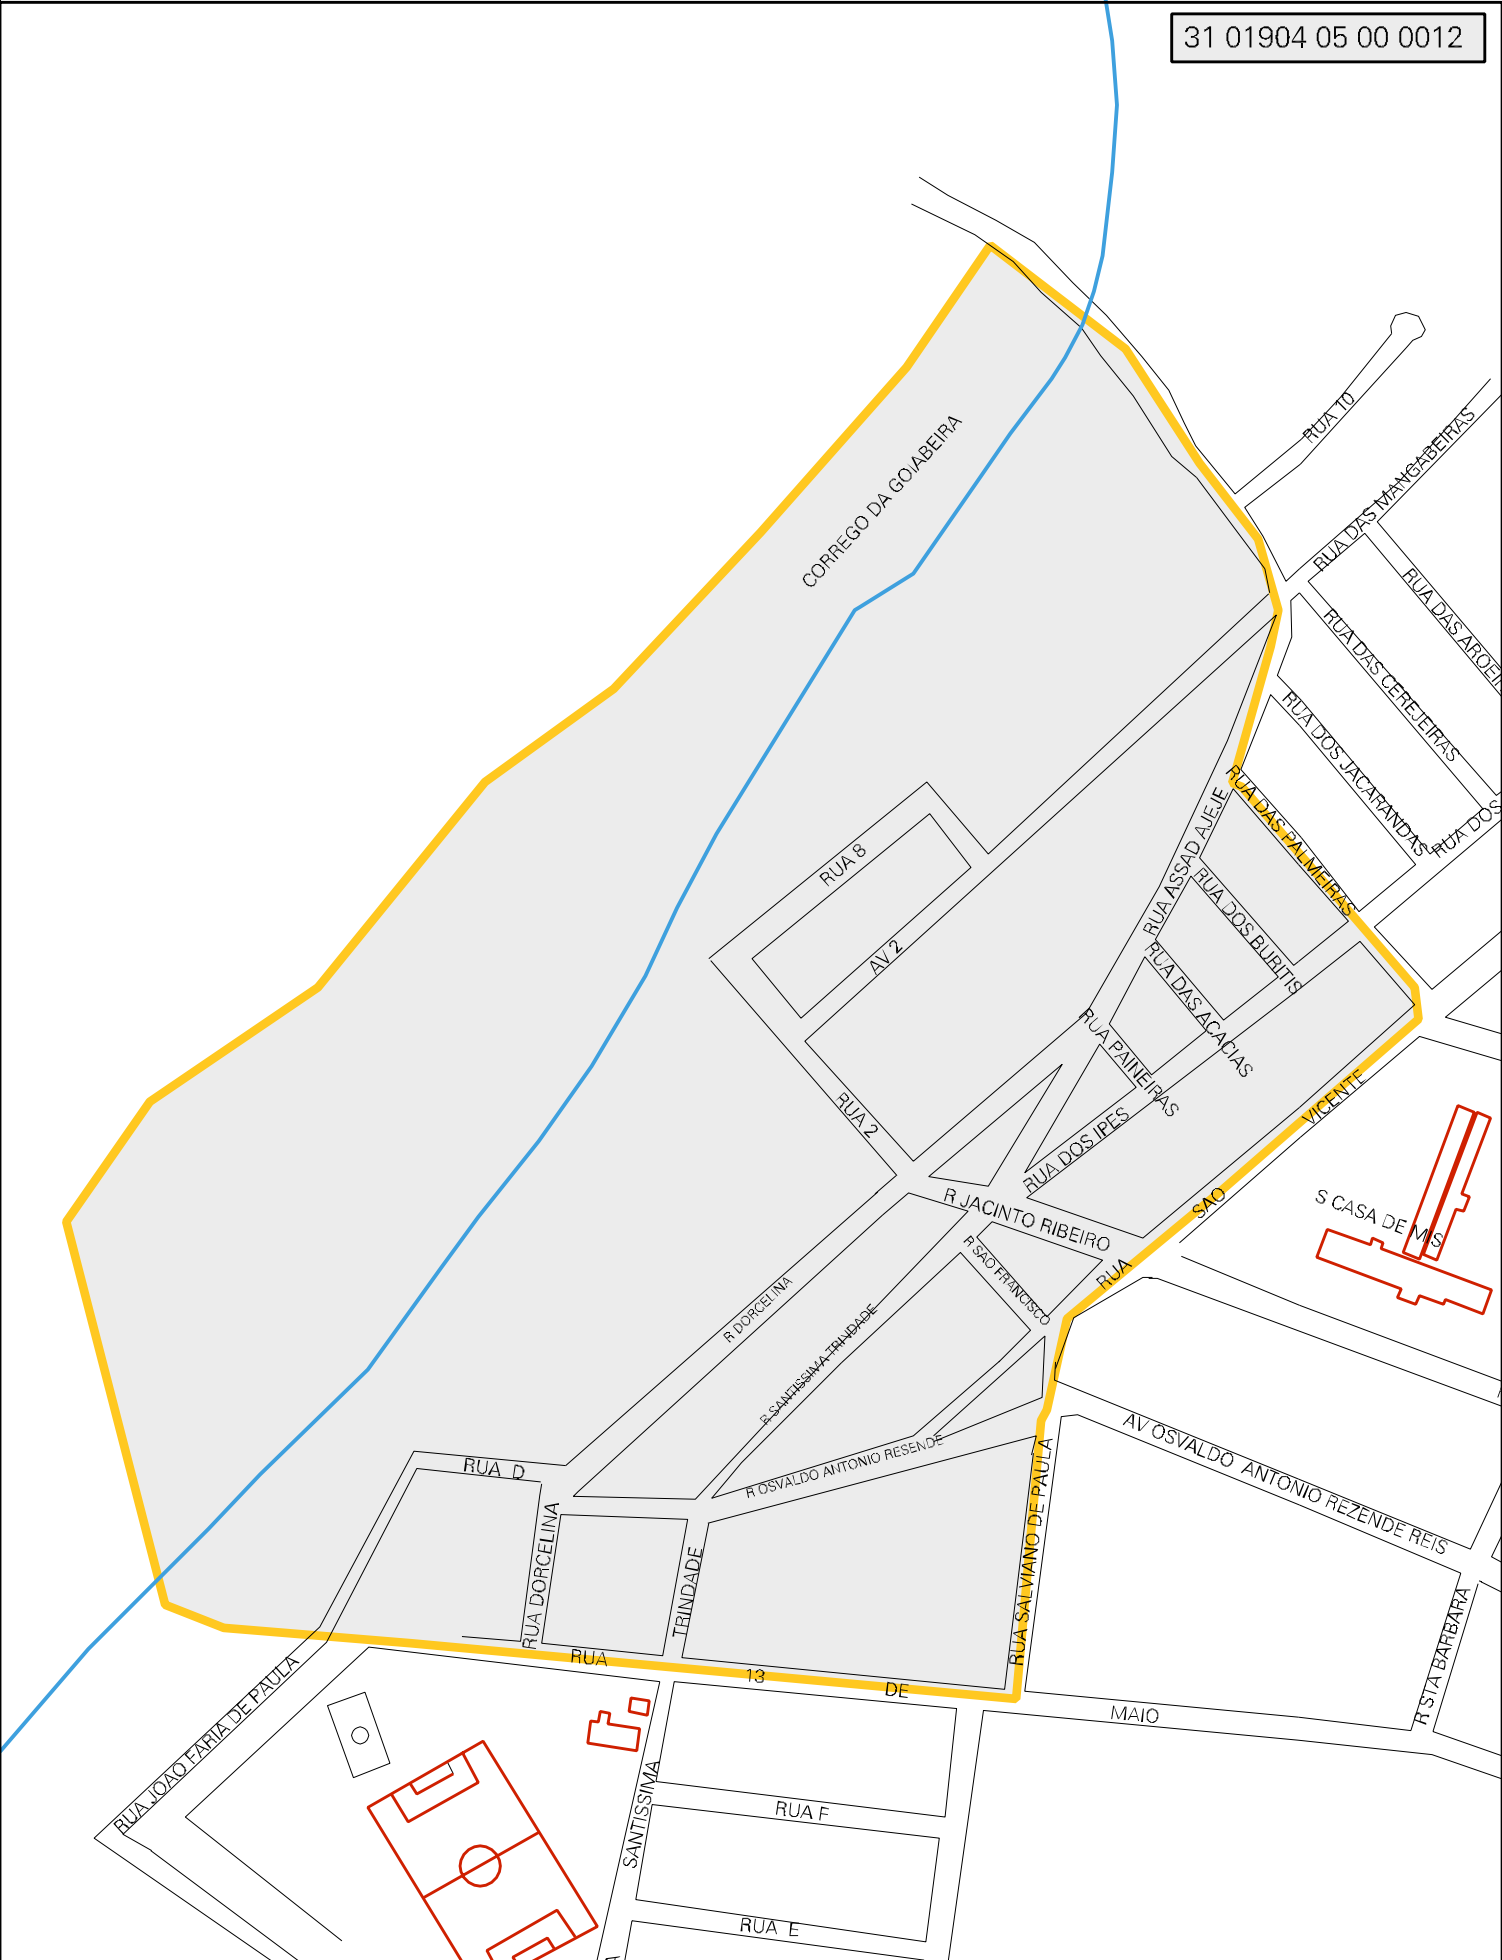 31 01904 05 00 0012
RUA 10
RUA DAS MANGABEIRAS
CORREGO DA GOIABEIRA
RUA DAS AROEI
RUA DAS CEREJEIRAS
RUA DOS JACARANDAS
RUA DOS
RUA DAS PALMEIRAS
RUA ASSAD AJEJE
RUA 8
RUA DOS BURITIS
AV 2
RUA DAS ACACIAS
RUA PAINEIRAS
RUA 2
RUA DOS IPES
RUA SAO VICENTE
S CASA DE MIS
R JACINTO RIBEIRO
R SAO FRANCISCO
R DORCELINA
R SANTISSIMA TRINDADE
R OSVALDO ANTONIO RESENDE
AV OSVALDO ANTONIO REZENDE REIS
RUA D
RUA DORCELINA
TRINDADE
RUA SALVIANO DE PAULA
R STA BARBARA
RUA 13 DE MAIO
RUA JOAO FARIA DE PAULA
SANTISSIMA
RUA F
RUA E
A